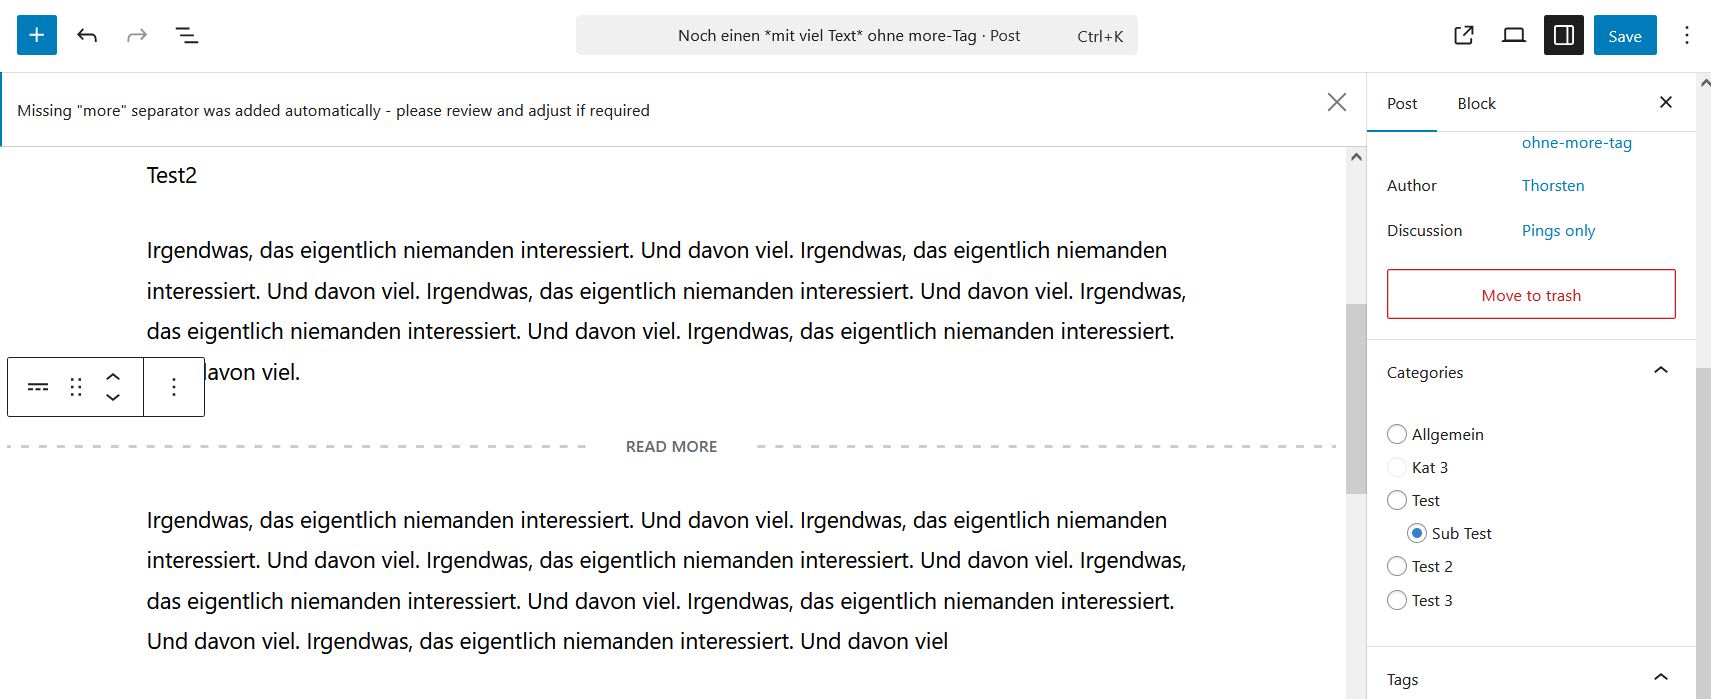 Noch einen *mit viel Text* ohne more-Tag · Post Ctrl+K
Save
Missing "more" separator was added automatically - please review and adjust if required
Test2
Irgendwas, das eigentlich niemanden interessiert. Und davon viel. Irgendwas, das eigentlich niemanden
interessiert. Und davon viel. Irgendwas, das eigentlich niemanden interessiert. Und davon viel. Irgendwas,
das eigentlich niemanden interessiert. Und davon viel. Irgendwas, das eigentlich niemanden interessiert.
davon viel.
READ MORE
Irgendwas, das eigentlich niemanden interessiert. Und davon viel. Irgendwas, das eigentlich niemanden
interessiert. Und davon viel. Irgendwas, das eigentlich niemanden interessiert. Und davon viel. Irgendwas,
das eigentlich niemanden interessiert. Und davon viel. Irgendwas, das eigentlich niemanden interessiert.
Und davon viel. Irgendwas, das eigentlich niemanden interessiert. Und davon viel
Post Block
ohne-more-tag
Author Thorsten
Discussion Pings only
Move to trash
Categories
Allgemein
Kat 3
Test
Sub Test
Test 2
Test 3
Tags